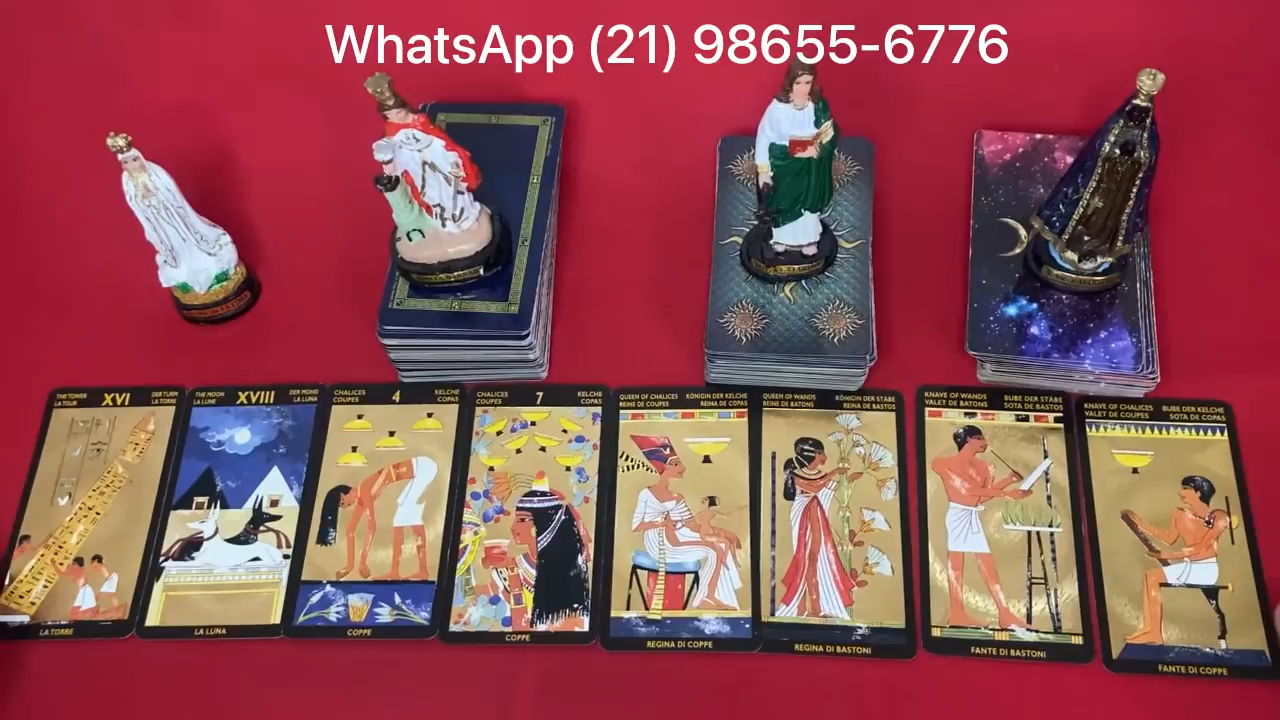 WhatsApp (21) 98655-6776
THE TOWER
LA TOUR
XVI
DER TURM
LA TORRE
LA TORRE
THE MOON
LA LUNE
XVIII
DER MOND
LA LUNA
LA LUNA
CHALICES
COUPES
4
KELCHE
COPAS
COPPE
CHALICES
COUPES
7
KELCHE
COPAS
COPPE
QUEEN OF CHALICES
REINE DE COUPES
KÖNIGIN DER KELCHE
REINA DE COPAS
REGINA DI COPPE
QUEEN OF WANDS
REINE DE BATONS
KÖNIGIN DER STÄBE
REINA DE BASTOS
REGINA DI BASTONI
KNAVE OF WANDS
VALET DE BATONS
BUBE DER STÄBE
SOTA DE BASTOS
FANTE DI BASTONI
KNAVE OF CHALICES
VALET DE COUPES
BUBE DER KELCHE
SOTA DE COPAS
FANTE DI COPPE